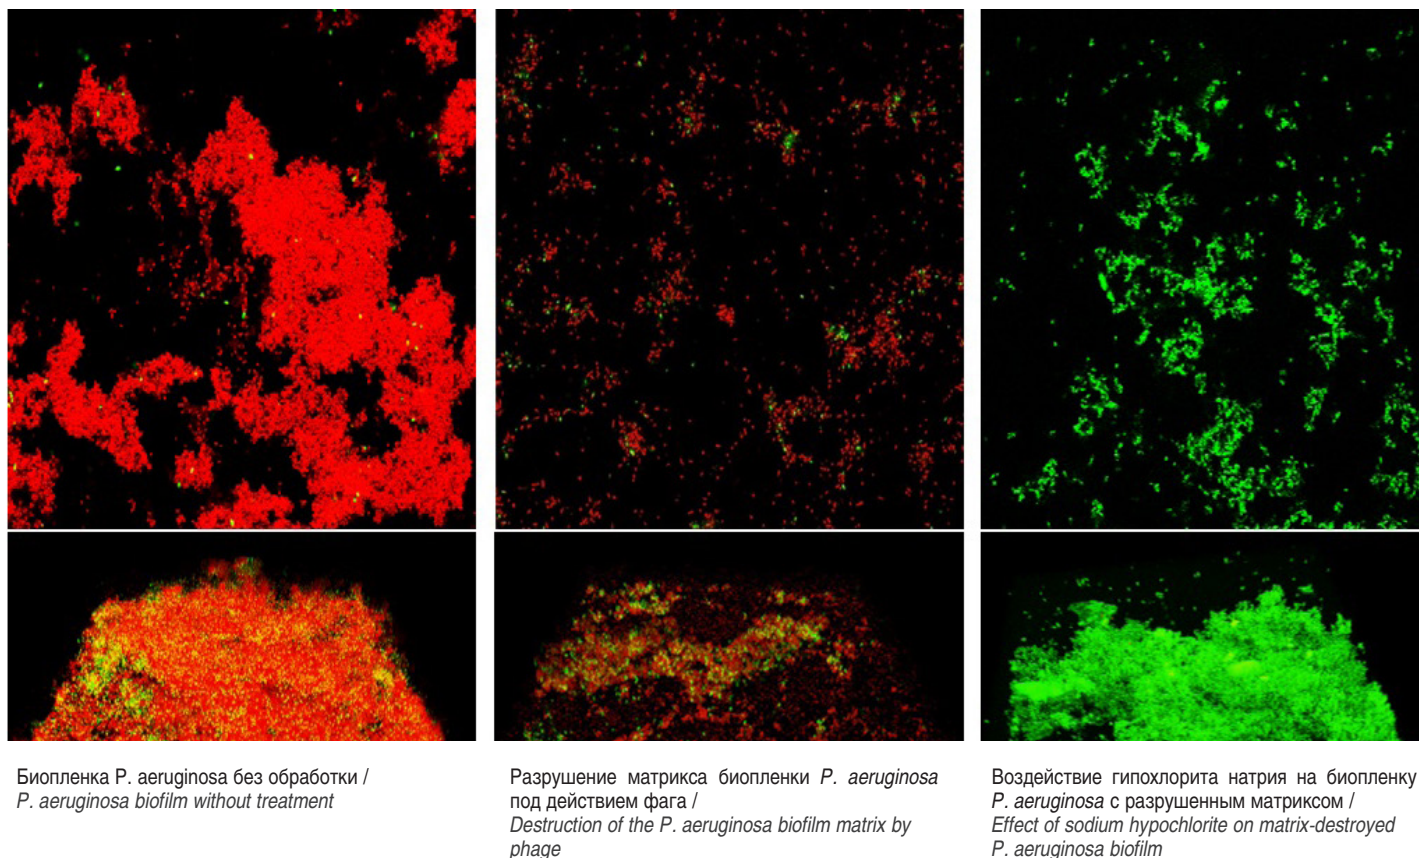 Биопленка P. aeruginosa без обработки /
P. aeruginosa biofilm without treatment
Разрушение матрикса биопленки P. aeruginosa
под действием фага /
Destruction of the P. aeruginosa biofilm matrix by
phage
Воздействие гипохлорита натрия на биопленку
P. aeruginosa с разрушенным матриксом /
Effect of sodium hypochlorite on matrix-destroyed
P. aeruginosa biofilm